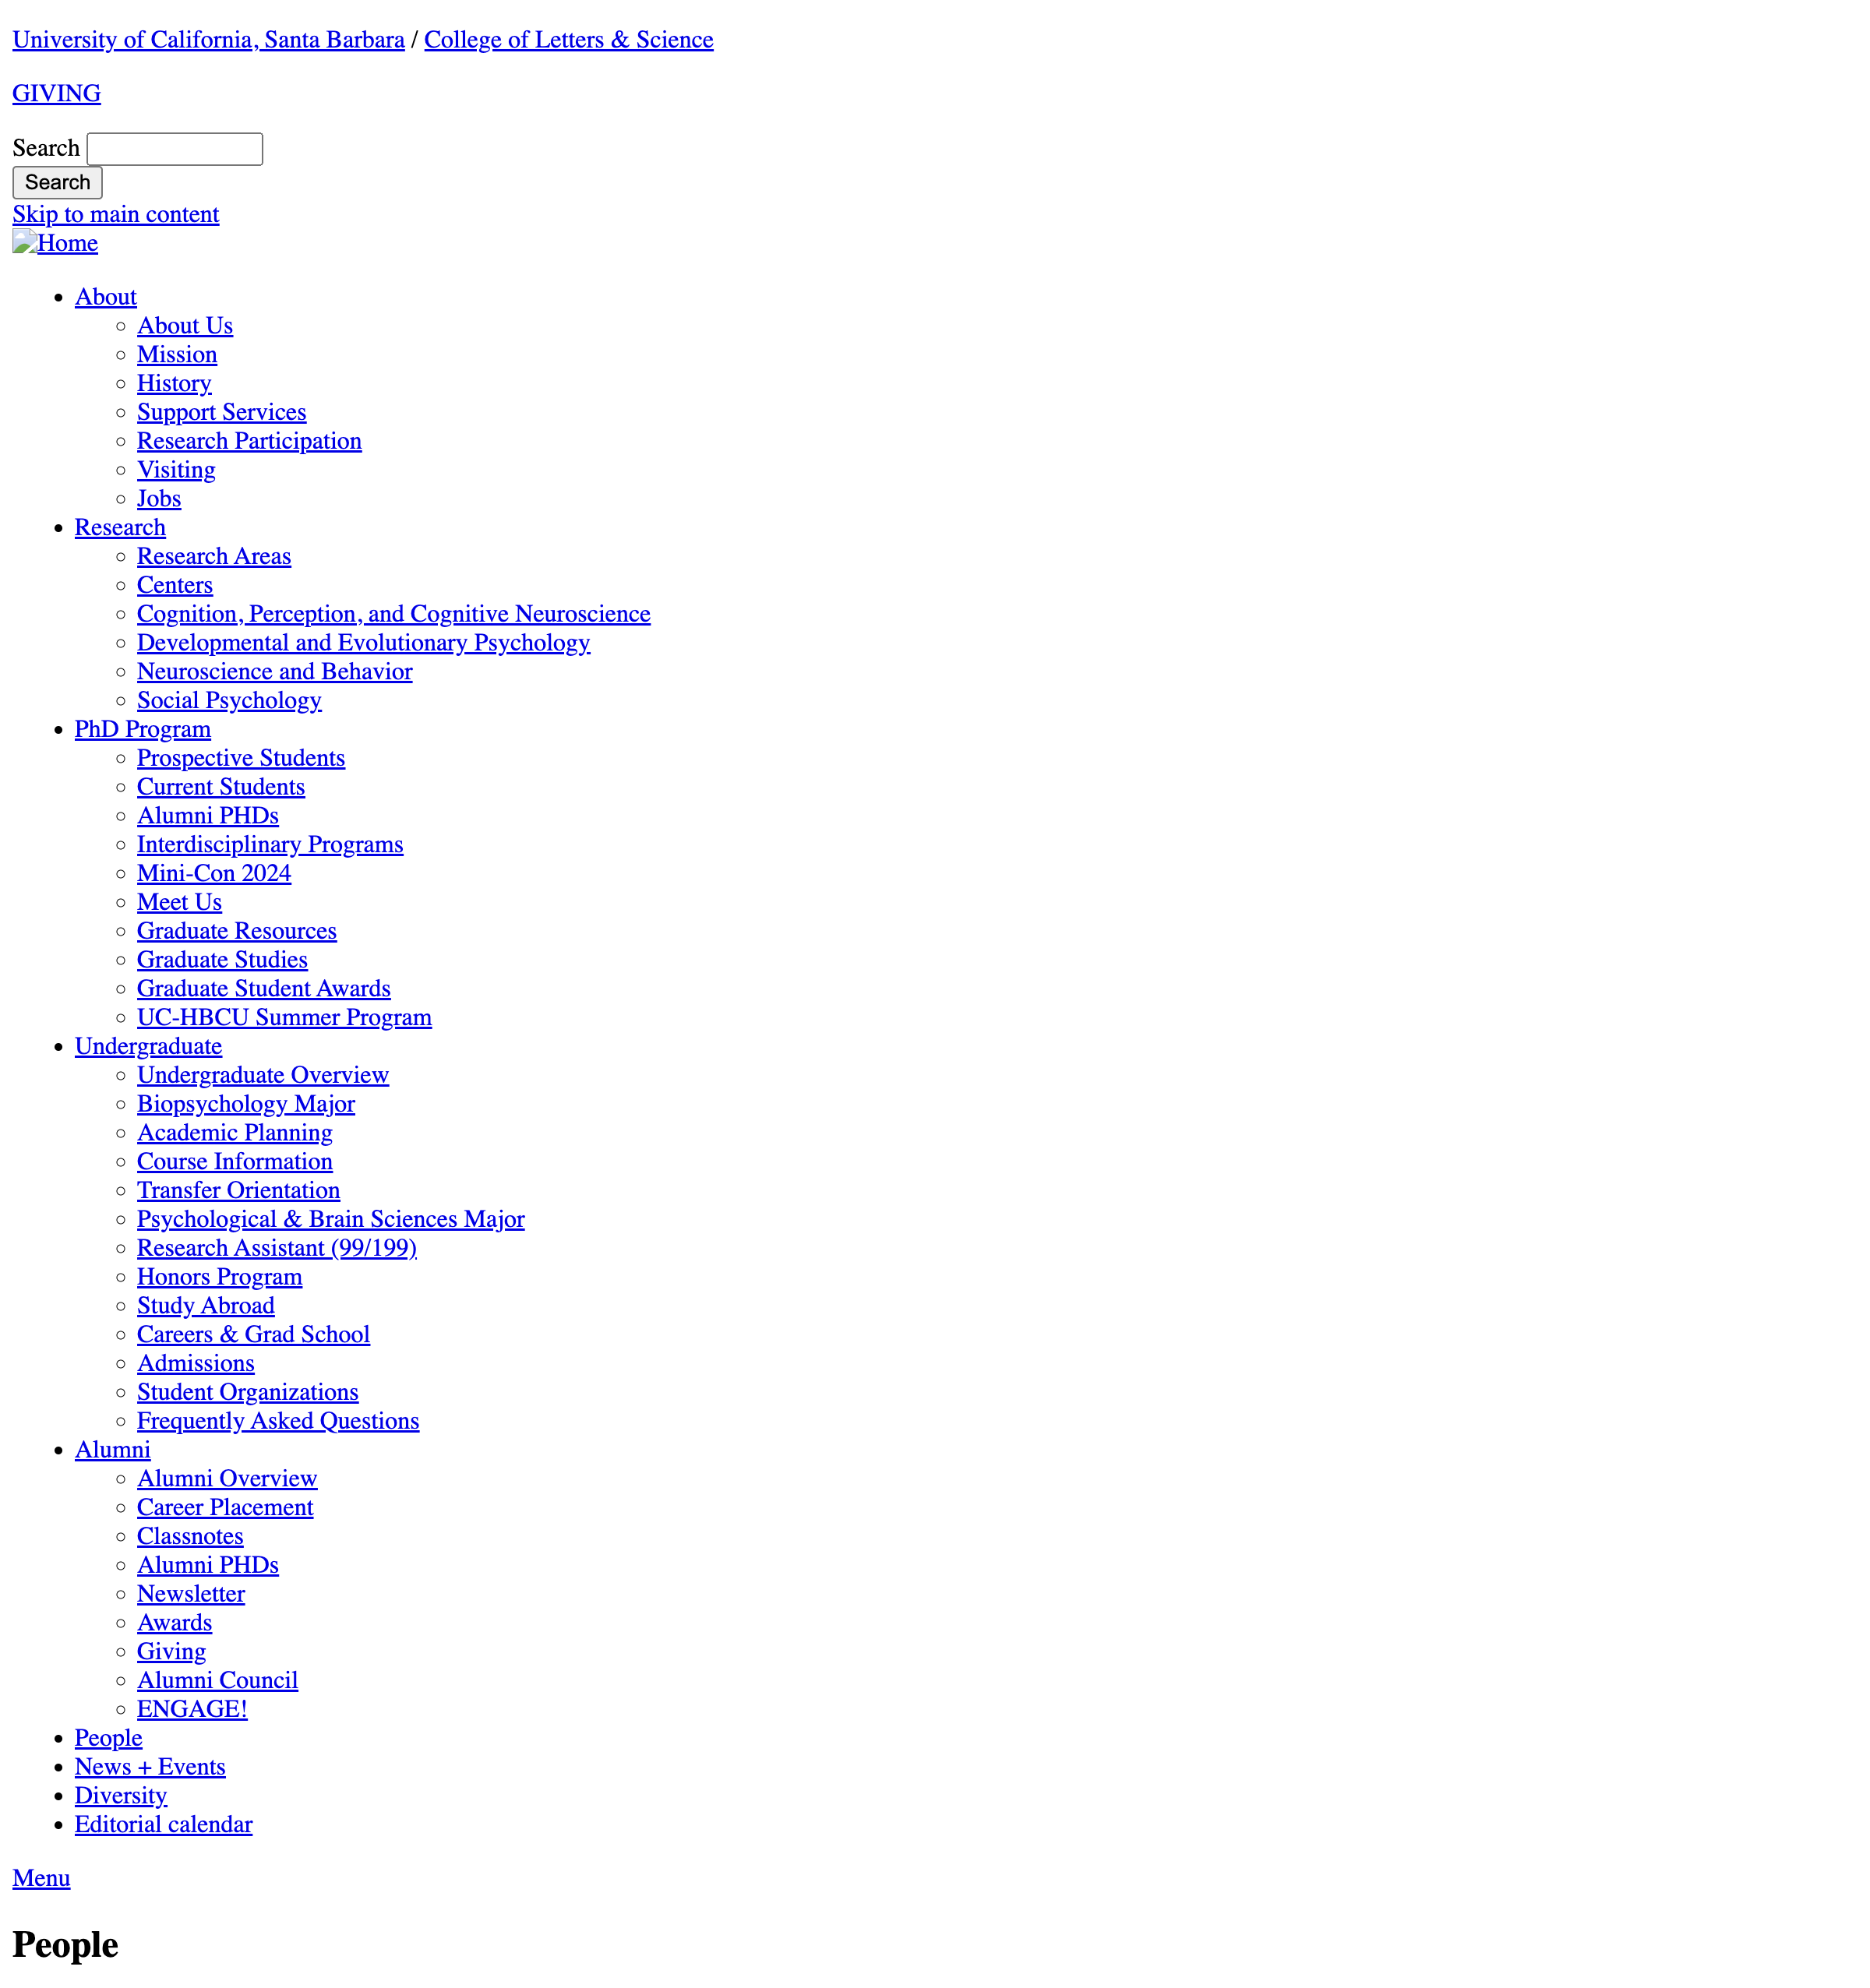 University of California, Santa Barbara / College of Letters & Science
GIVING
Search
Search
Skip to main content
Home
About
About Us
Mission
History
Support Services
Research Participation
Visiting
Jobs
Research
Research Areas
Centers
Cognition, Perception, and Cognitive Neuroscience
Developmental and Evolutionary Psychology
Neuroscience and Behavior
Social Psychology
PhD Program
Prospective Students
Current Students
Alumni PHDs
Interdisciplinary Programs
Mini-Con 2024
Meet Us
Graduate Resources
Graduate Studies
Graduate Student Awards
UC-HBCU Summer Program
Undergraduate
Undergraduate Overview
Biopsychology Major
Academic Planning
Course Information
Transfer Orientation
Psychological & Brain Sciences Major
Research Assistant (99/199)
Honors Program
Study Abroad
Careers & Grad School
Admissions
Student Organizations
Frequently Asked Questions
Alumni
Alumni Overview
Career Placement
Classnotes
Alumni PHDs
Newsletter
Awards
Giving
Alumni Council
ENGAGE!
People
News + Events
Diversity
Editorial calendar
Menu
People